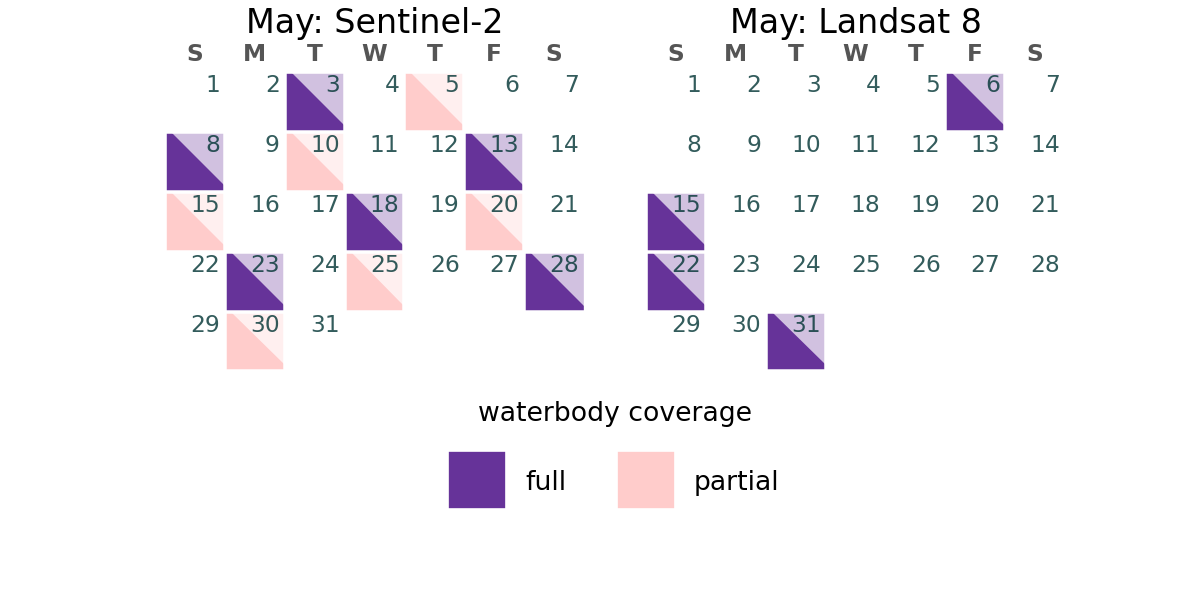 May: Sentinel-2
S M T W T F S
1 2 3 4 5 6 7
8 9 10 11 12 13 14
15 16 17 18 19 20 21
22 23 24 25 26 27 28
29 30 31
May: Landsat 8
S M T W T F S
1 2 3 4 5 6 7
8 9 10 11 12 13 14
15 16 17 18 19 20 21
22 23 24 25 26 27 28
29 30 31
waterbody coverage
full partial